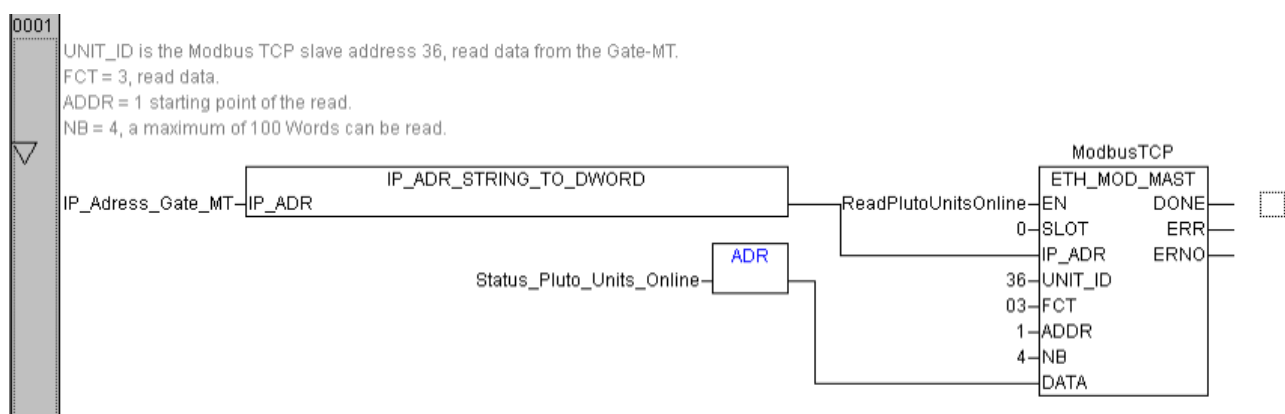 0001
UNIT_ID is the Modbus TCP slave address 36, read data from the Gate-MT.
FCT = 3, read data.
ADDR = 1 starting point of the read.
NB = 4, a maximum of 100 Words can be read.
ModbusTCP
IP_ADR_STRING_TO_DWORD
ETH_MOD_MAST
IP_Adress_Gate_MT IP_ADR
ReadPlutoUnitsOnline EN DONE
0 SLOT ERR
ADR
IP_ADR ERNO
Status_Pluto_Units_Online
36 UNIT_ID
03 FCT
1 ADDR
4 NB
DATA